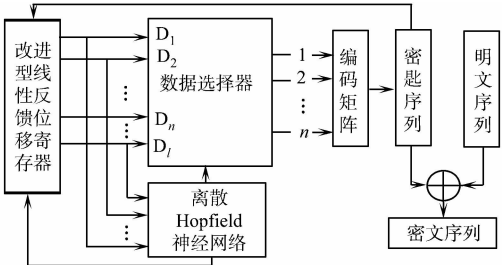 改进
型线
性反
馈位
移寄
存器
D1
D2
⋮
Dn
⋮
Dl
数据选择器
1
2
⋮
n
编码矩阵
密匙序列
明文序列
离散
Hopfield
神经网络
⋮
密文序列